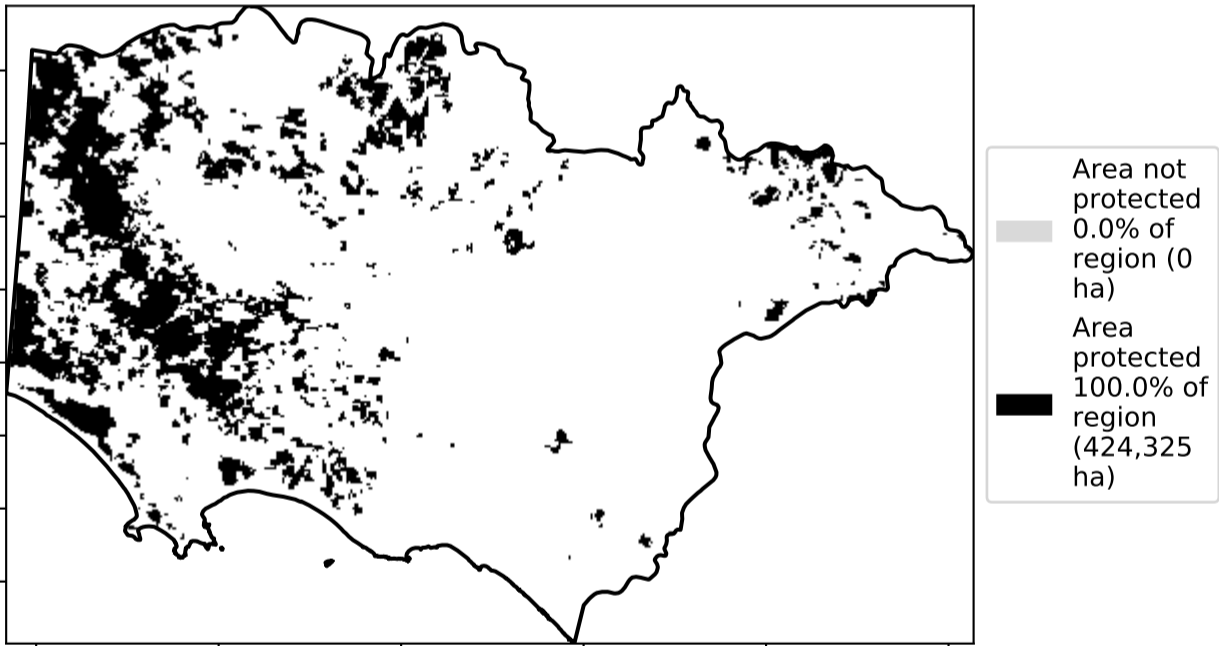 Area not
protected
0.0% of
region (0
ha)
Area
protected
100.0% of
region
(424,325
ha)